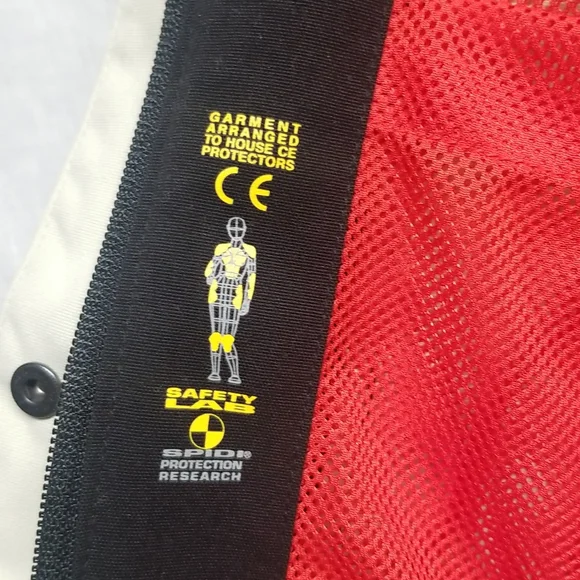 GARMENT
ARRANGED
TO HOUSE CE
PROTECTORS
CE
SAFETY
LAB
SPIDI®
PROTECTION
RESEARCH